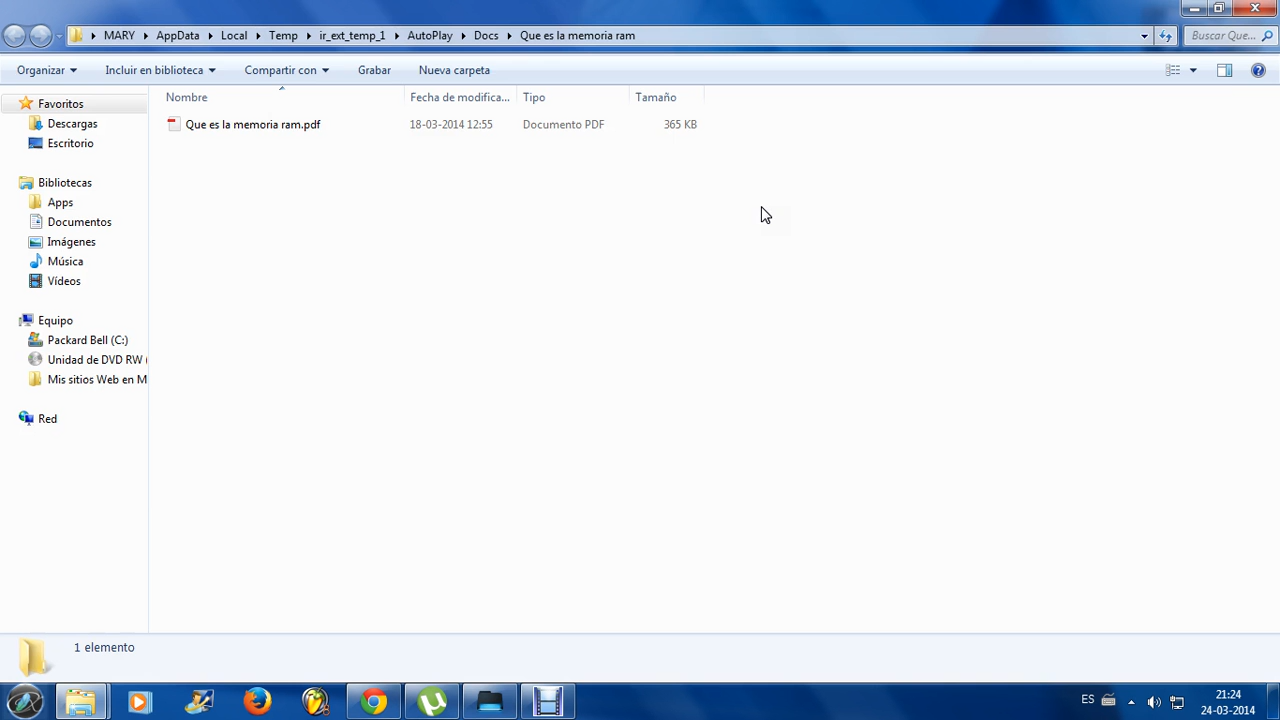 MARY AppData Local Temp ir_ext_temp_1 AutoPlay Docs Que es la memoria ram Buscar Que...
Organizar Incluir en biblioteca Compartir con Grabar Nueva carpeta
Nombre Fecha de modifica... Tipo Tamaño
Que es la memoria ram.pdf 18-03-2014 12:55 Documento PDF 365 KB
Favoritos
Descargas
Escritorio
Bibliotecas
Apps
Documentos
Imágenes
Música
Vídeos
Equipo
Packard Bell (C:)
Unidad de DVD RW (
Mis sitios Web en M
Red
1 elemento
ES 21:24
24-03-2014